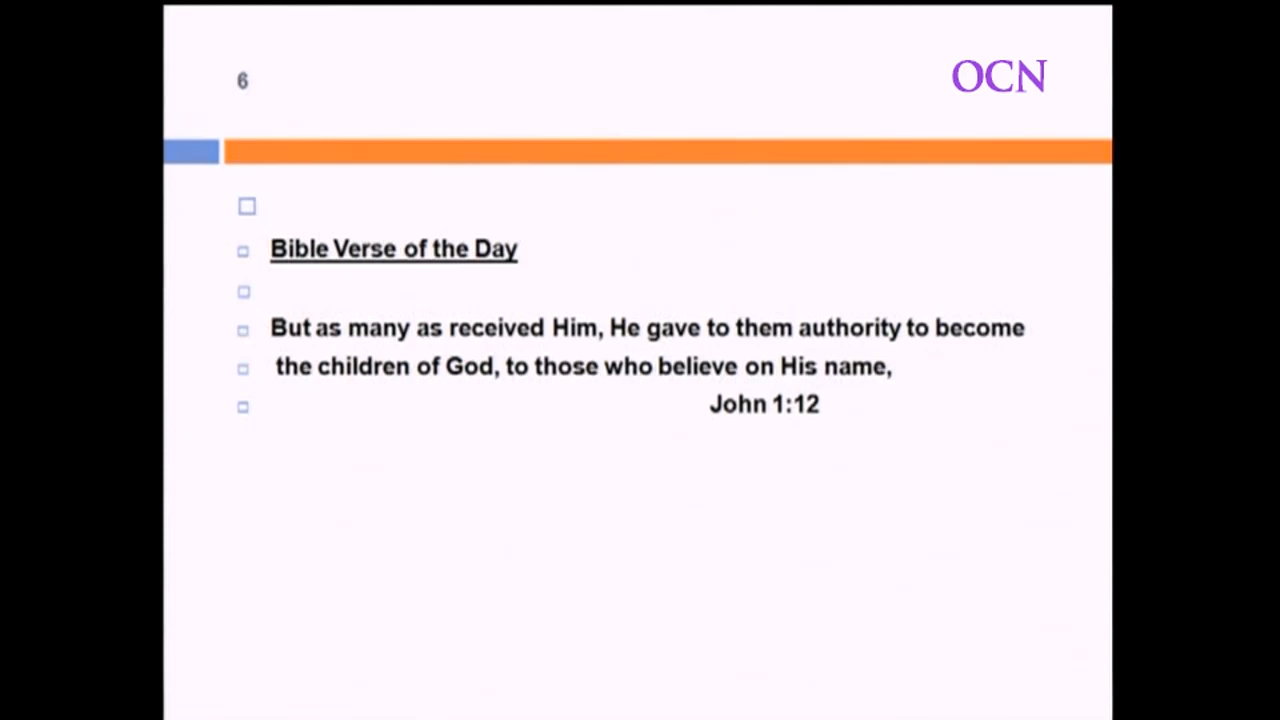 6
OCN
Bible Verse of the Day
But as many as received Him, He gave to them authority to become
the children of God, to those who believe on His name,
John 1:12